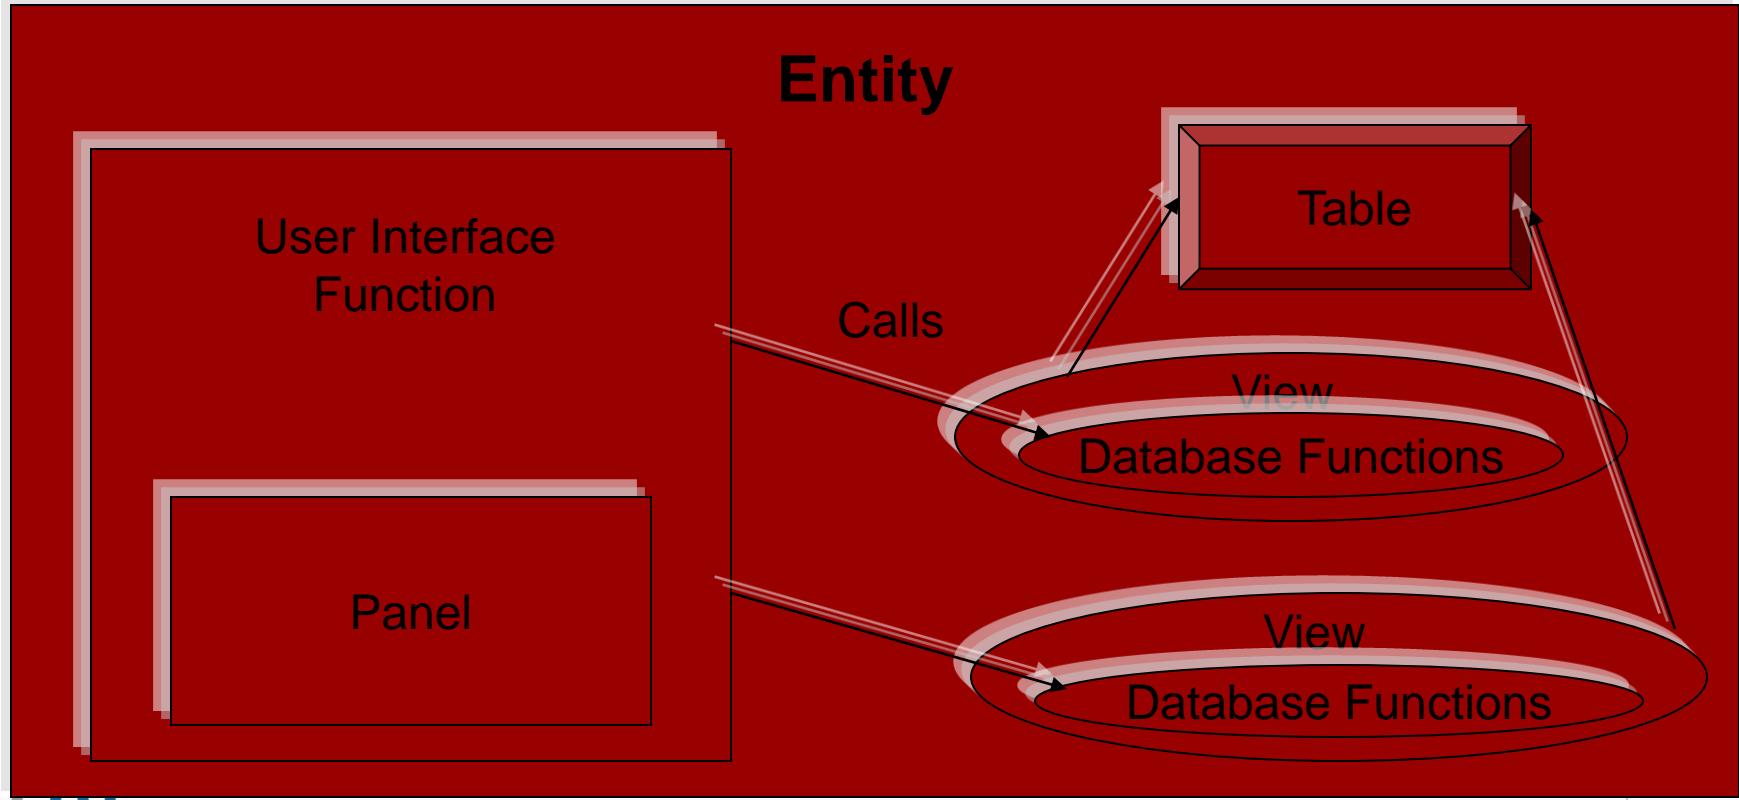 Entity
User Interface
Function
Panel
Calls
Table
View
Database Functions
View
Database Functions